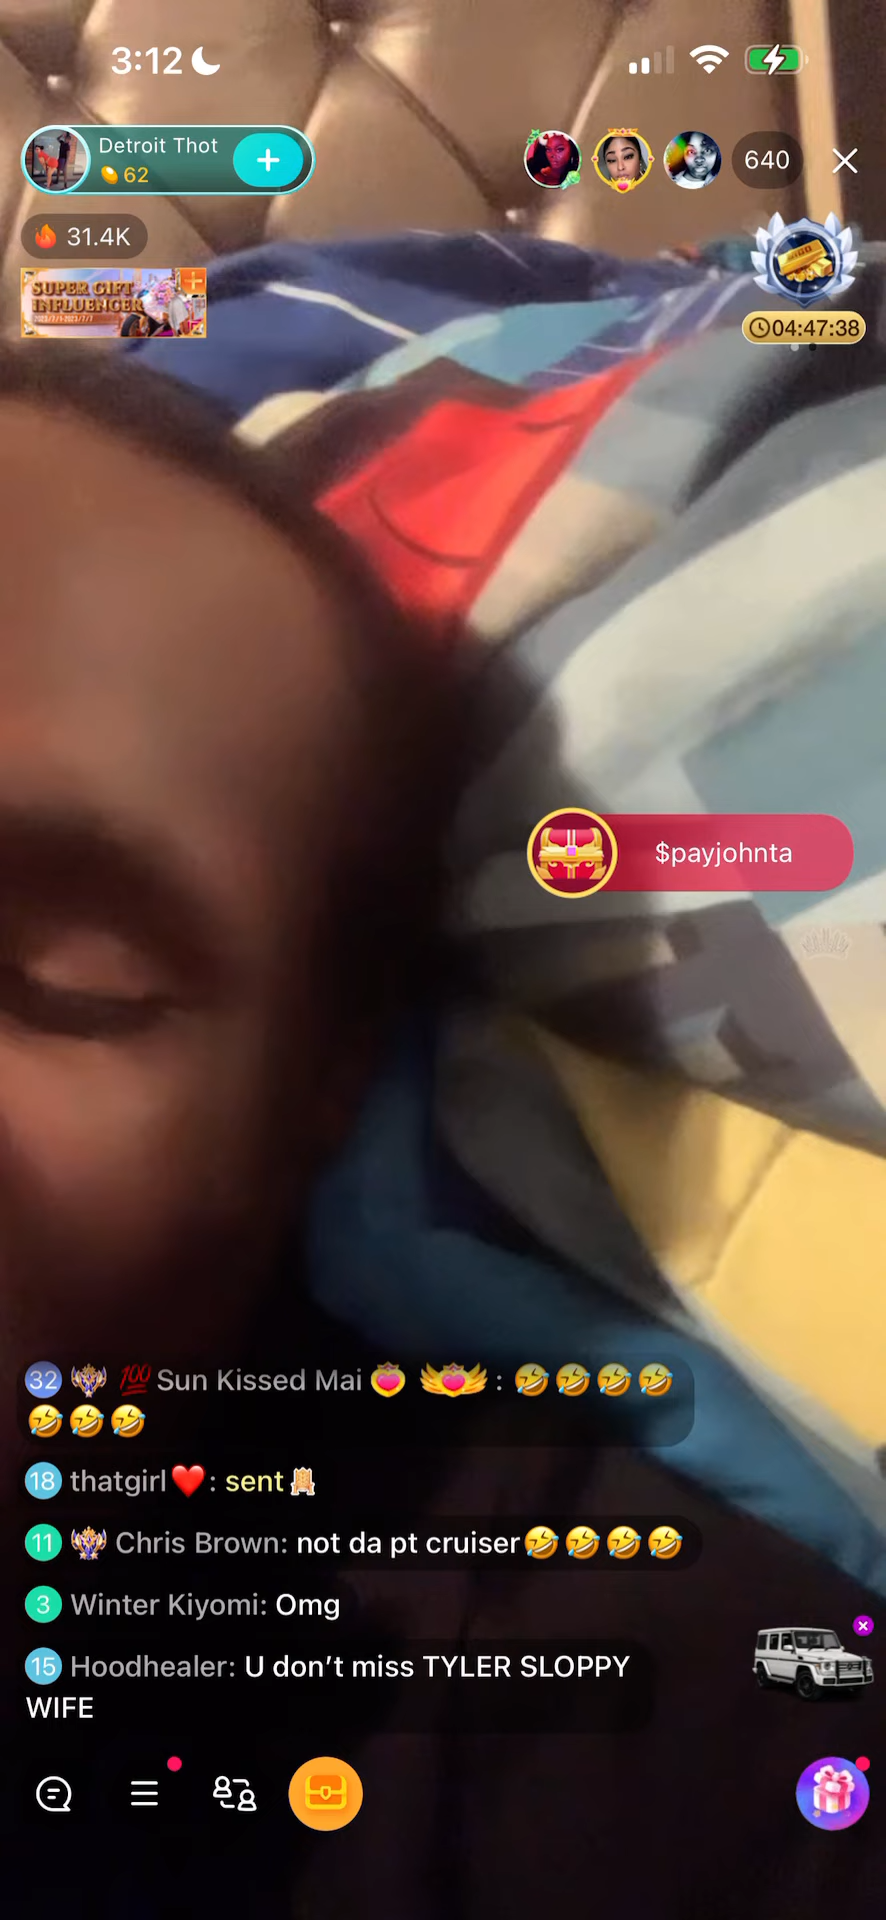 3:12
Detroit Thot
62
640
31.4K
SUPER GIFT
INFLUENCER
04:47:38
$payjohnta
32 💯 Sun Kissed Mai : 🤣🤣🤣🤣
🤣🤣🤣
18 thatgirl❤️: sent
11 Chris Brown: not da pt cruiser🤣🤣🤣🤣
3 Winter Kiyomi: Omg
15 Hoodhealer: U don’t miss TYLER SLOPPY
WIFE